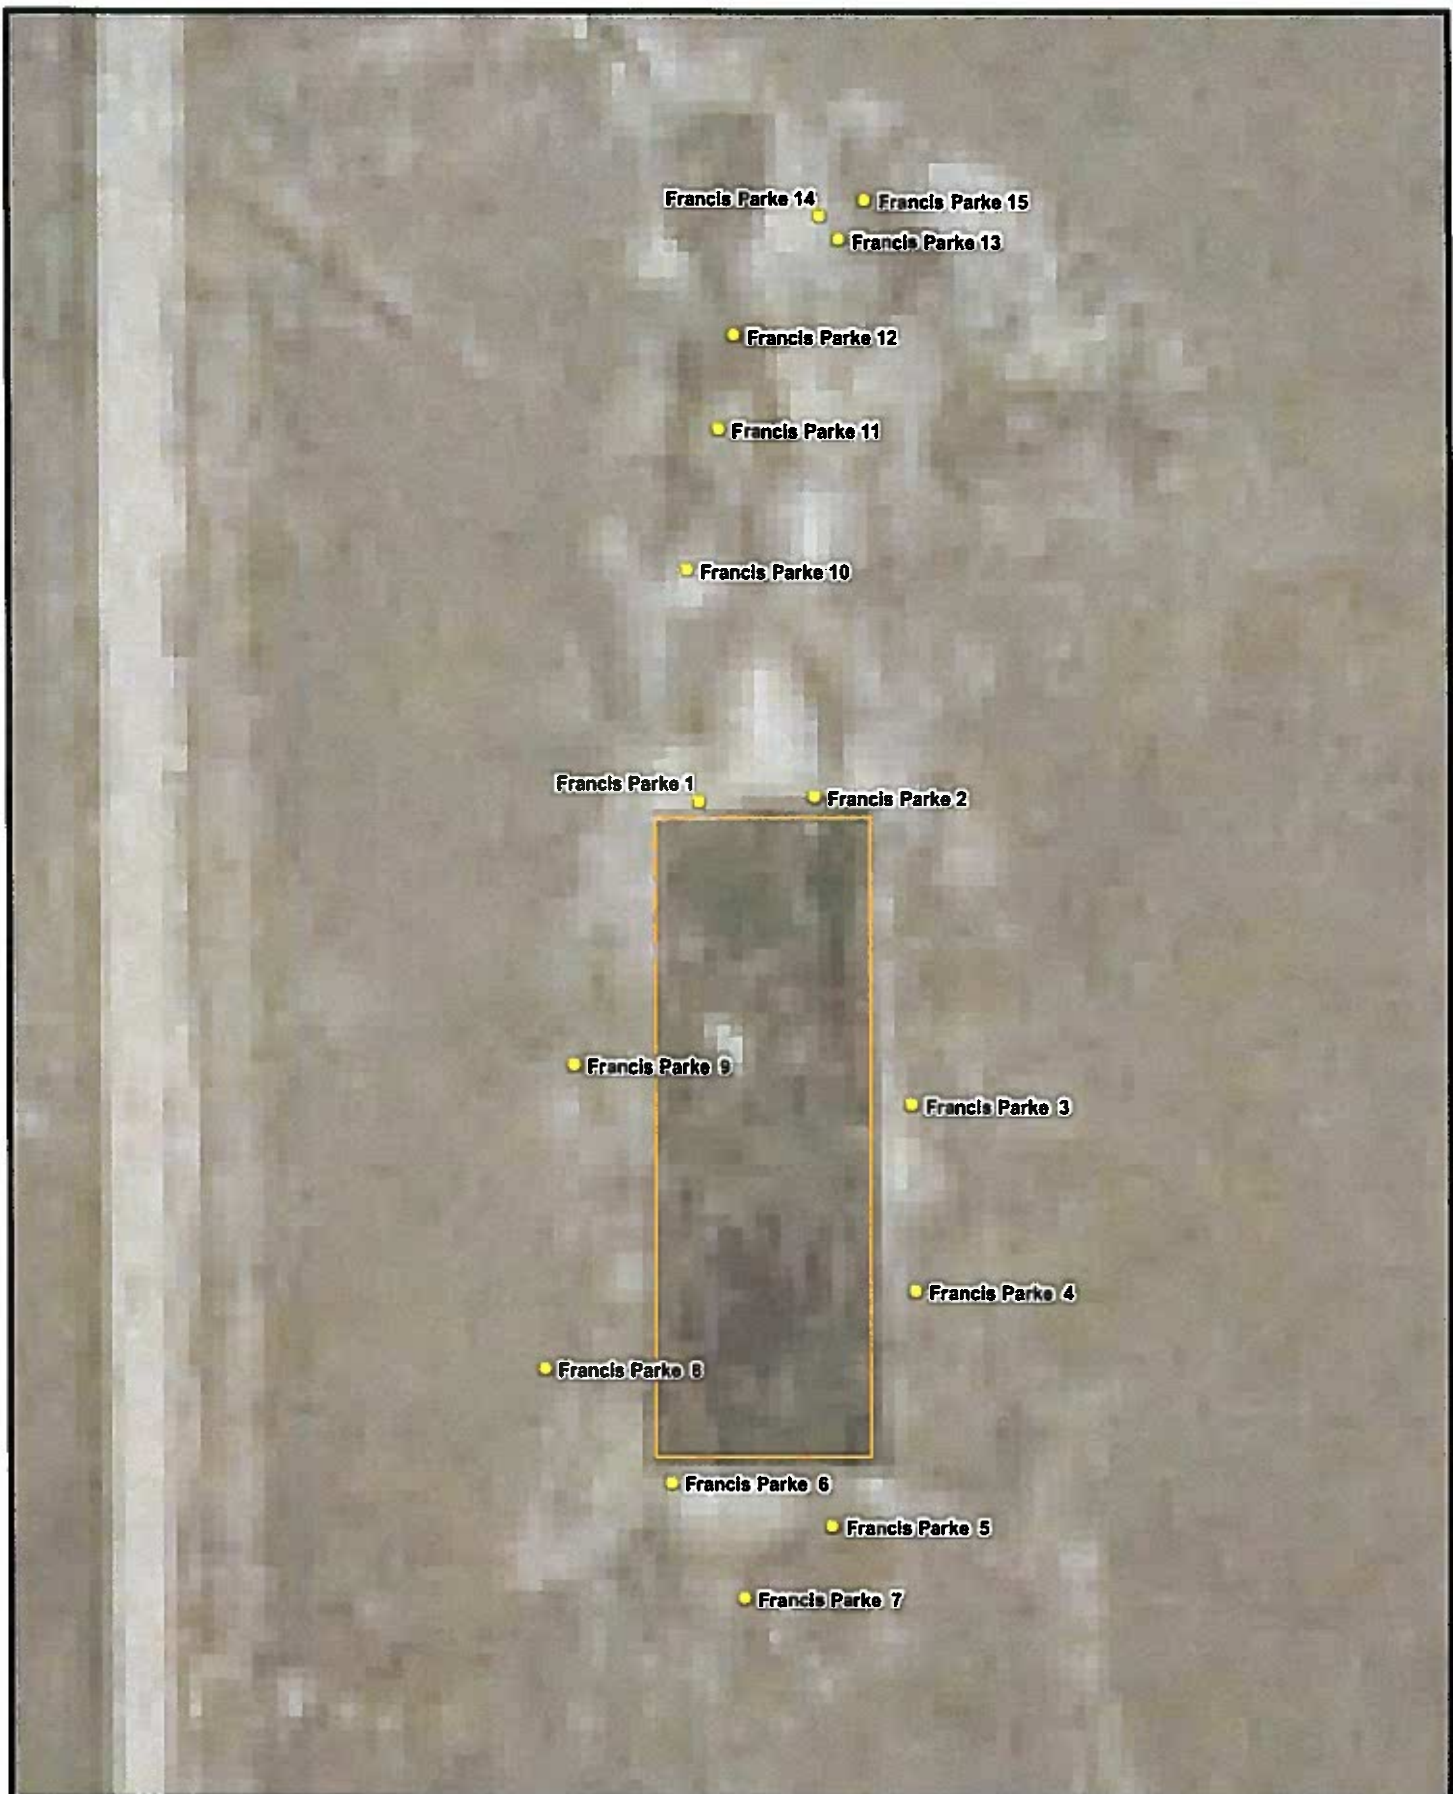 Francis Parke 14
Francis Parke 15
Francis Parke 13
Francis Parke 12
Francis Parke 11
Francis Parke 10
Francis Parke 1
Francis Parke 2
Francis Parke 9
Francis Parke 3
Francis Parke 4
Francis Parke 8
Francis Parke 6
Francis Parke 5
Francis Parke 7